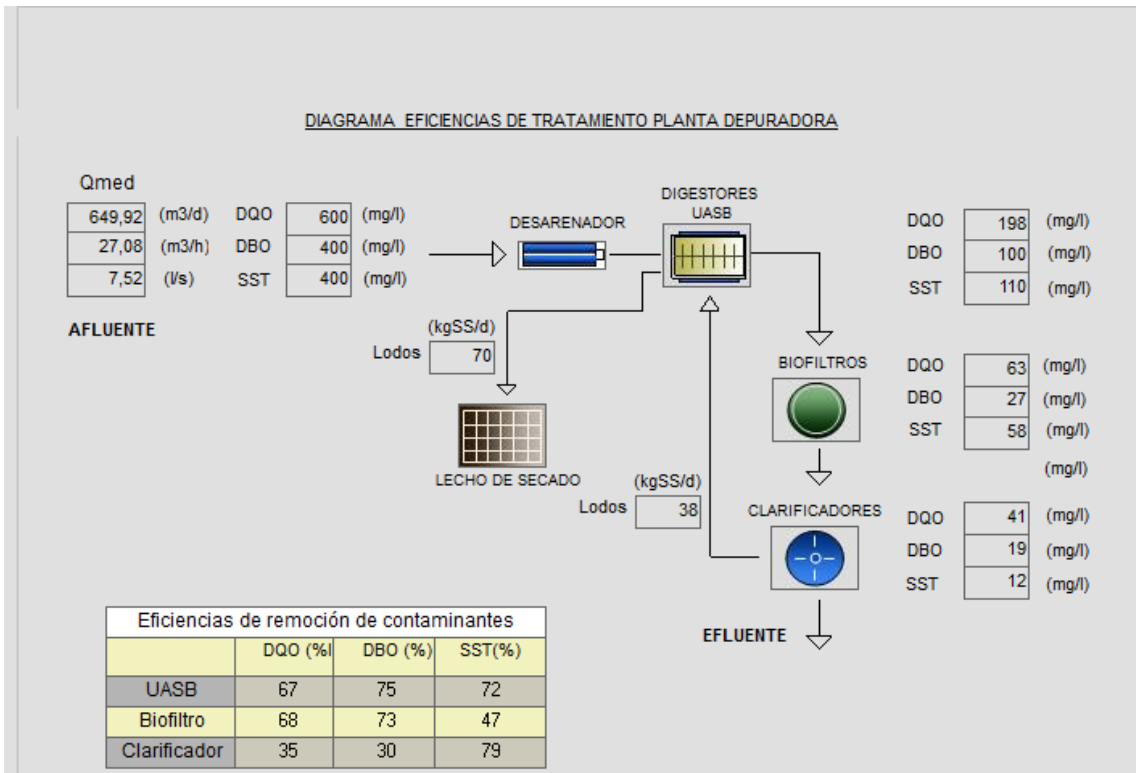 DIAGRAMA EFICIENCIAS DE TRATAMIENTO PLANTA DEPURADORA
Qmed
649,92 (m3/d) DQO 600 (mg/l)
27,08 (m3/h) DBO 400 (mg/l)
7,52 (l/s) SST 400 (mg/l)
AFLUENTE
DESARENADOR
DIGESTORES
UASB
DQO 198 (mg/l)
DBO 100 (mg/l)
SST 110 (mg/l)
(kgSS/d)
Lodos 70
LECHO DE SECADO
BIOFILTROS
DQO 63 (mg/l)
DBO 27 (mg/l)
SST 58 (mg/l)
(mg/l)
(kgSS/d)
Lodos 38
CLARIFICADORES
DQO 41 (mg/l)
DBO 19 (mg/l)
SST 12 (mg/l)
EFLUENTE
Eficiencias de remoción de contaminantes
DQO (%l DBO (%) SST(%)
UASB 67 75 72
Biofiltro 68 73 47
Clarificador 35 30 79